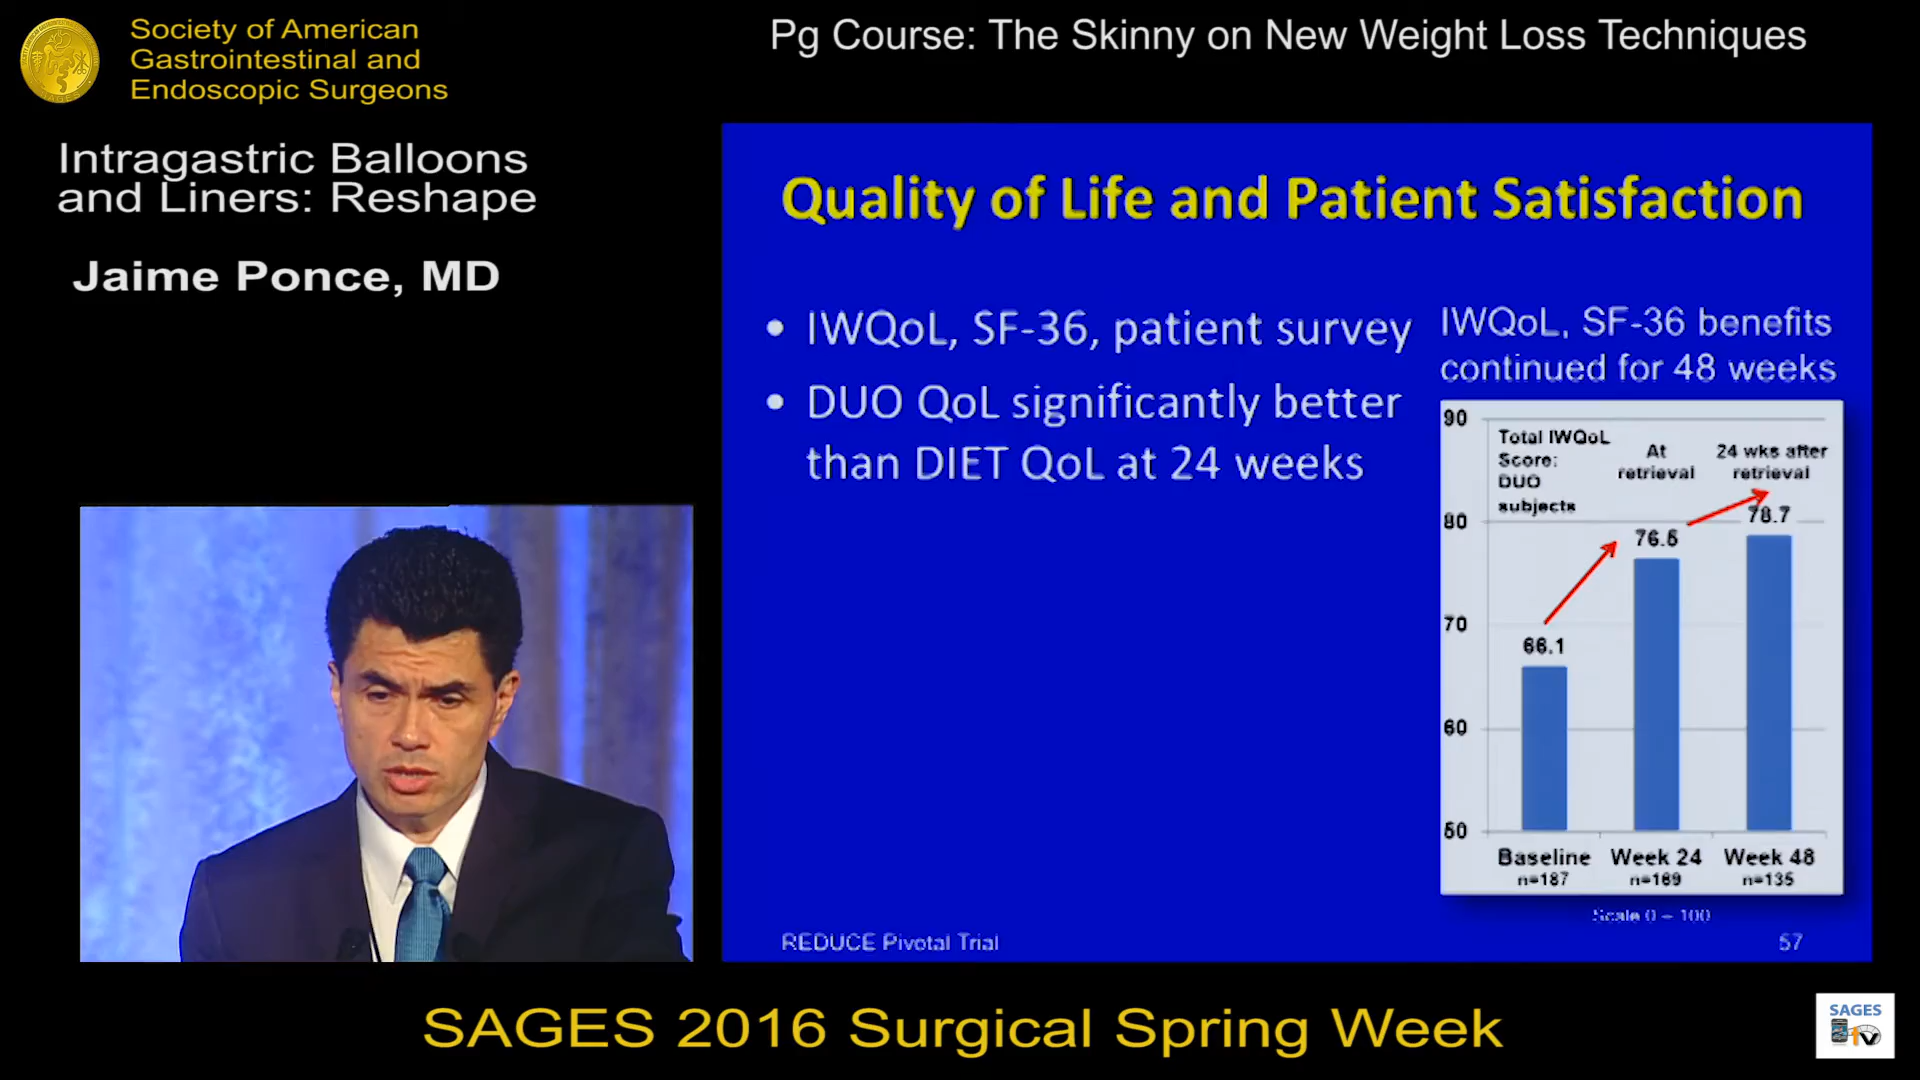 Society of American
Gastrointestinal and
Endoscopic Surgeons
Pg Course: The Skinny on New Weight Loss Techniques
Intragastric Balloons
and Liners: Reshape
Jaime Ponce, MD
Quality of Life and Patient Satisfaction
• IWQoL, SF-36, patient survey
• DUO QoL significantly better
than DIET QoL at 24 weeks
IWQoL, SF-36 benefits
continued for 48 weeks
90
80
70
60
50
Total IWQoL
Score:
DUO
subjects
At
retrieval
24 wks after
retrieval
66.1
76.5
78.7
Baseline Week 24 Week 48
n=187 n=169 n=135
Scale 0 – 100
REDUCE Pivotal Trial
57
SAGES 2016 Surgical Spring Week
SAGES
TV